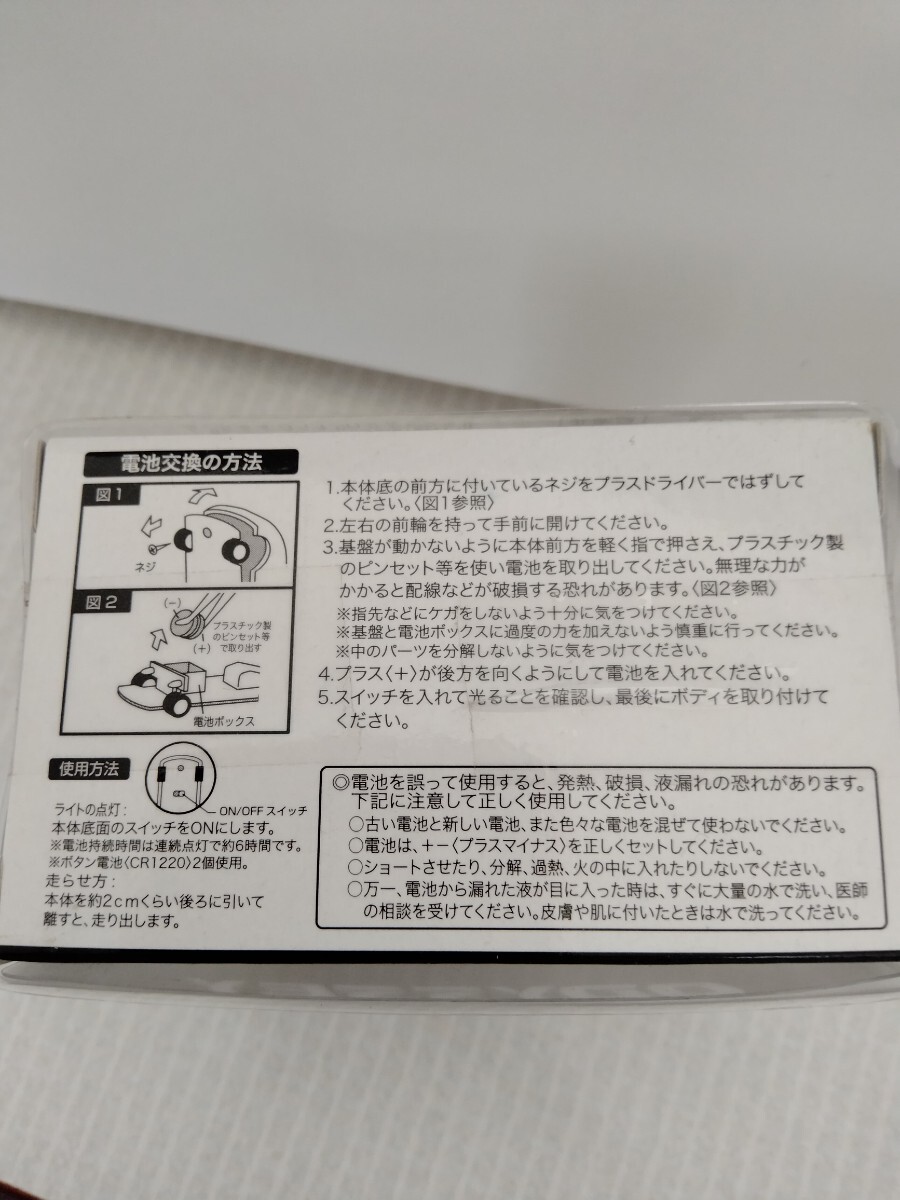 電池交換の方法
図1
ネジ
図2
(−)
プラスチック製
のピンセット等
で取り出す
(+)
電池ボックス
1.本体底の前方に付いているネジをプラスドライバーではずして
ください。〈図1参照〉
2.左右の前輪を持って手前に開けてください。
3.基盤が動かないように本体前方を軽く指で押さえ、プラスチック製
のピンセット等を使い電池を取り出してください。無理な力が
かかると配線などが破損する恐れがあります。〈図2参照〉
※指先などにケガをしないよう十分に気をつけてください。
※基盤と電池ボックスに過度の力を加えないよう慎重に行ってください。
※中のパーツを分解しないように気をつけてください。
4.プラス〈+〉が後方を向くようにして電池を入れてください。
5.スイッチを入れて光ることを確認し、最後にボディを取り付けて
ください。
使用方法
ON/OFFスイッチ
ライトの点灯:
本体底面のスイッチをONにします。
※電池持続時間は連続点灯で約6時間です。
※ボタン電池〈CR1220〉2個使用。
走らせ方:
本体を約2cmくらい後ろに引いて
離すと、走り出します。
◎電池を誤って使用すると、発熱、破損、液漏れの恐れがあります。
下記に注意して正しく使用してください。
○古い電池と新しい電池、また色々な電池を混ぜて使わないでください。
○電池は、+−〈プラスマイナス〉を正しくセットしてください。
○ショートさせたり、分解、過熱、火の中に入れたりしないでください。
○万一、電池から漏れた液が目に入った時は、すぐに大量の水で洗い、医師
の相談を受けてください。皮膚や肌に付いたときは水で洗ってください。